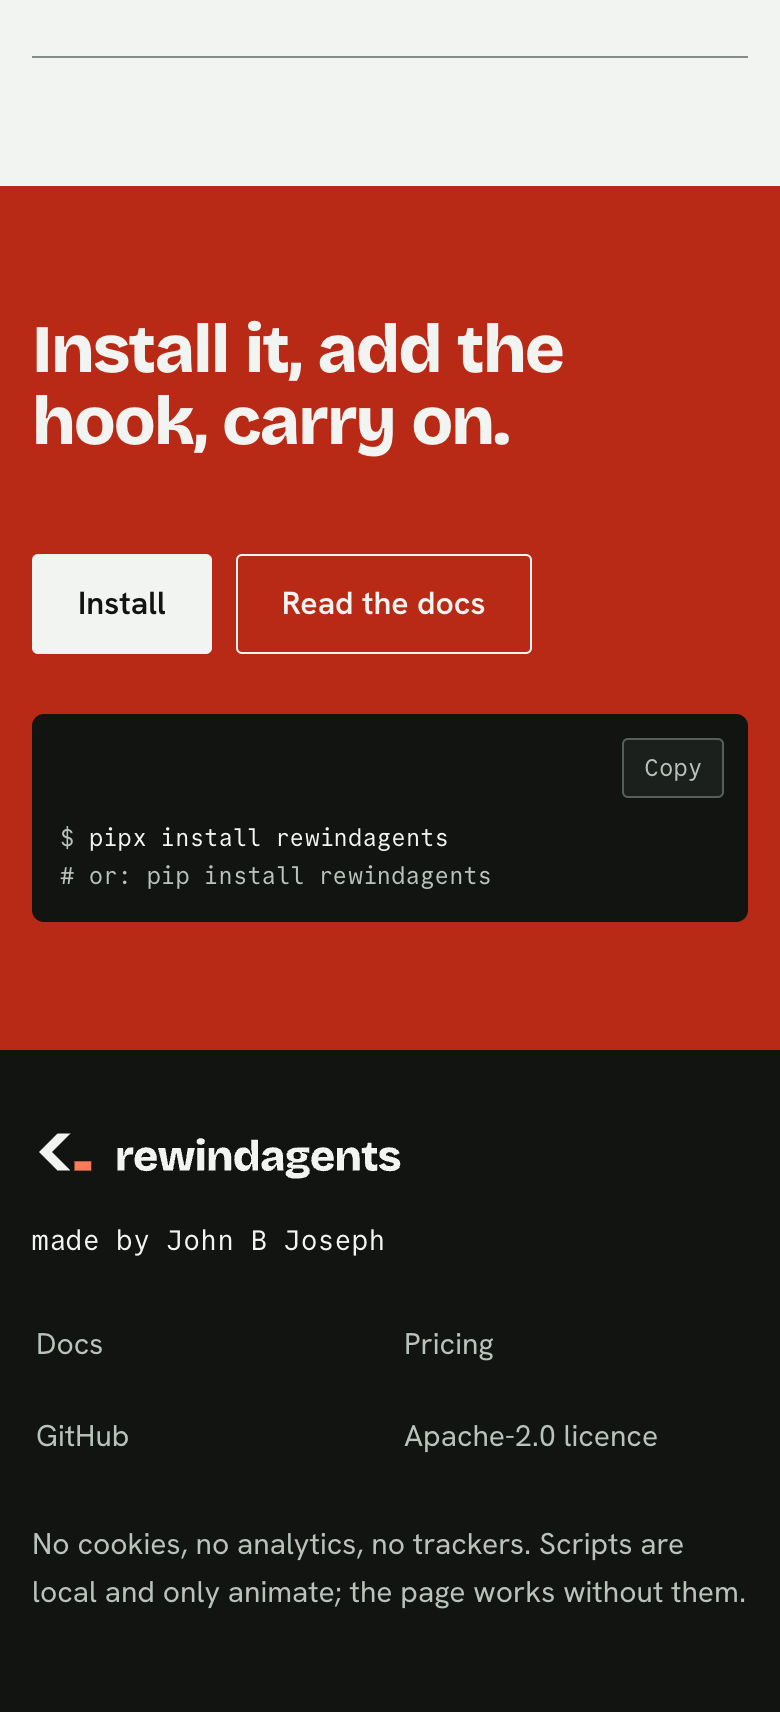 Install it, add the
hook, carry on.
Install
Read the docs
Copy
$ pipx install rewindagents
# or: pip install rewindagents
rewindagents
made by John B Joseph
Docs
Pricing
GitHub
Apache-2.0 licence
No cookies, no analytics, no trackers. Scripts are
local and only animate; the page works without them.